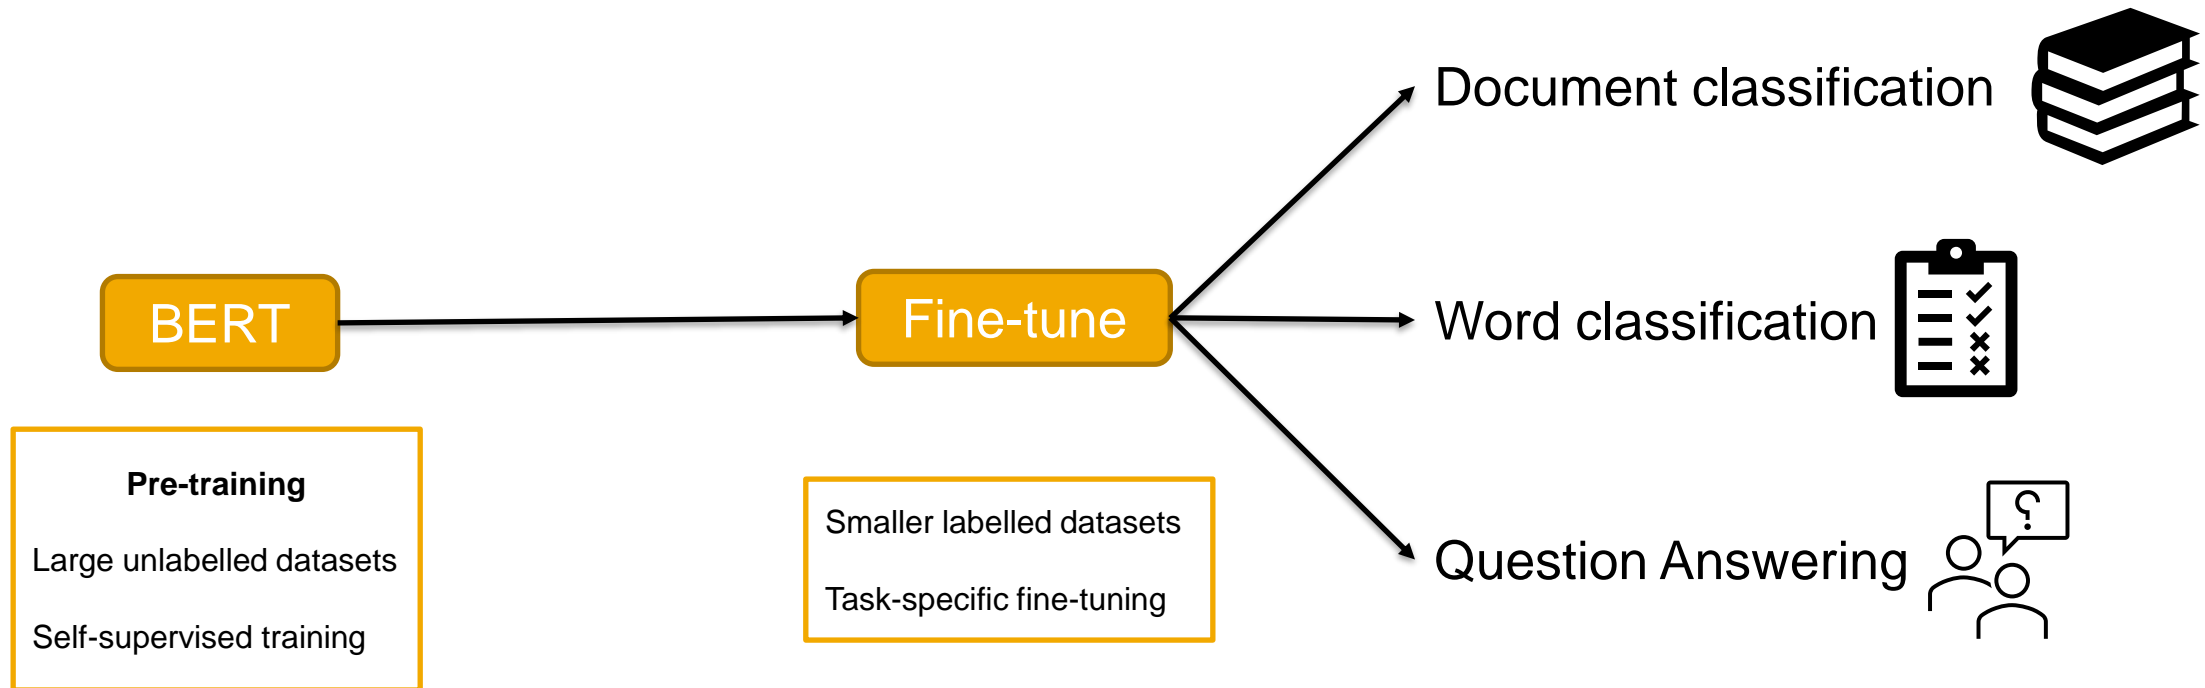 BERT
Pre-training
Large unlabelled datasets
Self-supervised training
Fine-tune
Smaller labelled datasets
Task-specific fine-tuning
Document classification
Word classification
Question Answering
?